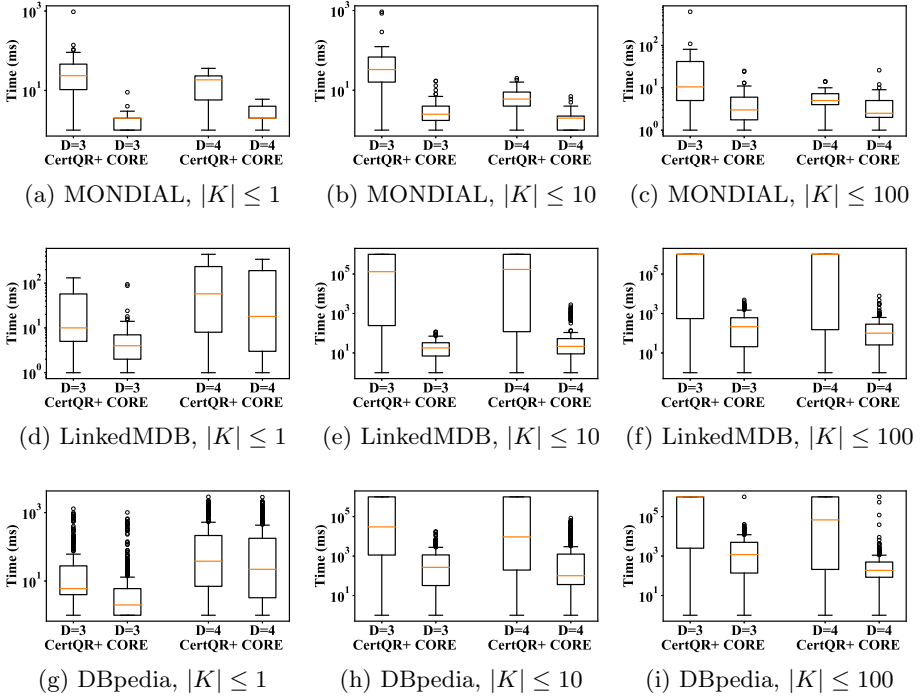 10³
10¹
Time (ms)
D=3 D=3 D=4 D=4
CertQR+ CORE CertQR+ CORE
(a) MONDIAL, |K| ≤ 1
10³
10¹
Time (ms)
D=3 D=3 D=4 D=4
CertQR+ CORE CertQR+ CORE
(b) MONDIAL, |K| ≤ 10
10²
10¹
10⁰
Time (ms)
D=3 D=3 D=4 D=4
CertQR+ CORE CertQR+ CORE
(c) MONDIAL, |K| ≤ 100
10²
10¹
10⁰
Time (ms)
D=3 D=3 D=4 D=4
CertQR+ CORE CertQR+ CORE
(d) LinkedMDB, |K| ≤ 1
10⁵
10³
10¹
Time (ms)
D=3 D=3 D=4 D=4
CertQR+ CORE CertQR+ CORE
(e) LinkedMDB, |K| ≤ 10
10⁵
10³
10¹
Time (ms)
D=3 D=3 D=4 D=4
CertQR+ CORE CertQR+ CORE
(f) LinkedMDB, |K| ≤ 100
10³
10¹
Time (ms)
D=3 D=3 D=4 D=4
CertQR+ CORE CertQR+ CORE
(g) DBpedia, |K| ≤ 1
10⁵
10³
10¹
Time (ms)
D=3 D=3 D=4 D=4
CertQR+ CORE CertQR+ CORE
(h) DBpedia, |K| ≤ 10
10⁵
10³
10¹
Time (ms)
D=3 D=3 D=4 D=4
CertQR+ CORE CertQR+ CORE
(i) DBpedia, |K| ≤ 100